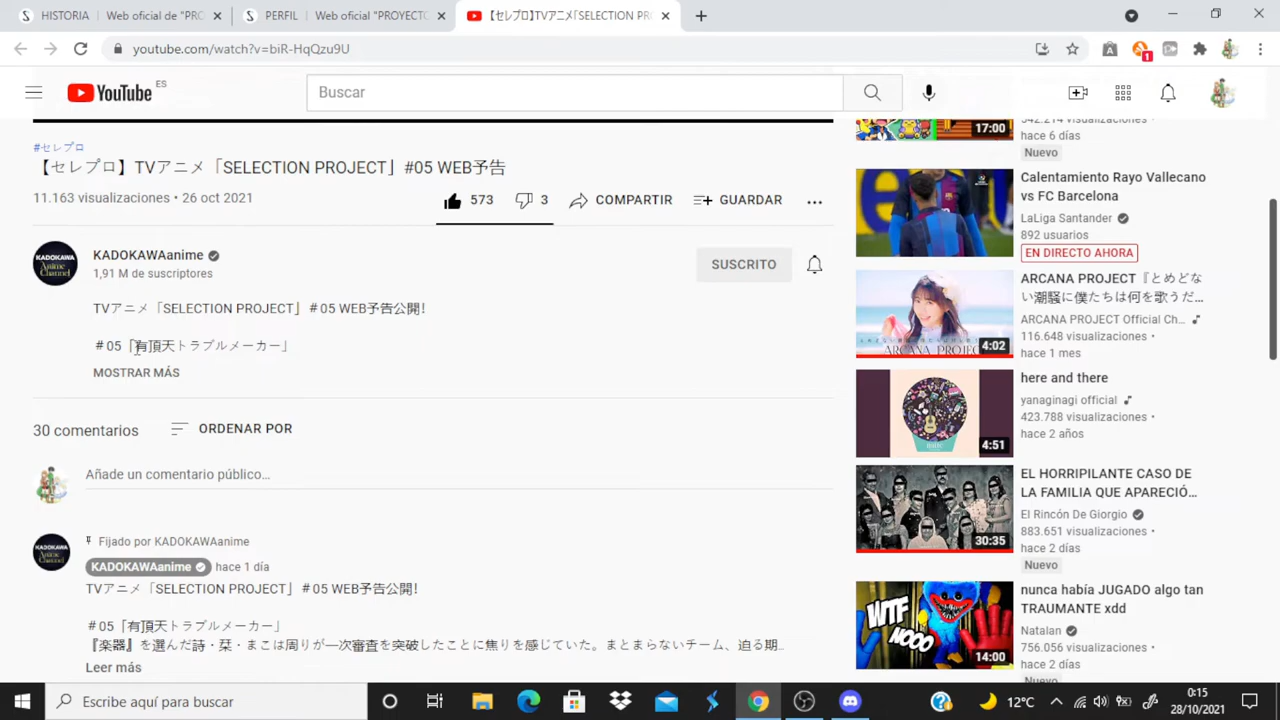 HISTORIA
Web oficial de "PRO
PERFIL
Web oficial "PROYECTO
【セレプロ】TVアニメ「SELECTION PR
youtube.com/watch?v=biR-HqQzu9U
1
YouTube
ES
Buscar
#セレプロ
【セレプロ】TVアニメ「SELECTION PROJECT」#05 WEB予告
11.163 visualizaciones • 26 oct 2021
573
3
COMPARTIR
GUARDAR
KADOKAWA
Anime
Channel
KADOKAWAanime
1,91 M de suscriptores
SUSCRITO
TVアニメ「SELECTION PROJECT」＃05 WEB予告公開！
＃05「有頂天トラブルメーカー」
MOSTRAR MÁS
30 comentarios
ORDENAR POR
Añade un comentario público...
KADOKAWA
Anime
Channel
Fijado por KADOKAWAanime
KADOKAWAanime
hace 1 día
TVアニメ「SELECTION PROJECT」＃05 WEB予告公開！
＃05「有頂天トラブルメーカー」
『楽器』を選んだ詩・栞・まこは周りが一次審査を突破したことに焦りを感じていた。まとまらないチーム、迫る期...
Leer más
17:00
542.214 visualizaciones •
hace 6 días
Nuevo
Calentamiento Rayo Vallecano
vs FC Barcelona
LaLiga Santander
892 usuarios
EN DIRECTO AHORA
ARCANA PROJECT
4:02
ARCANA PROJECT『とめどな
い潮騒に僕たちは何を歌うだ...
ARCANA PROJECT Official Ch...
116.648 visualizaciones •
hace 1 mes
4:51
here and there
yanaginagi official
423.788 visualizaciones •
hace 2 años
30:35
EL HORRIPILANTE CASO DE
LA FAMILIA QUE APARECIÓ...
El Rincón De Giorgio
883.651 visualizaciones •
hace 2 días
Nuevo
WTF
NOOO
14:00
nunca había JUGADO algo tan
TRAUMANTE xdd
Natalan
756.056 visualizaciones •
hace 2 días
Nuevo
Escribe aquí para buscar
12°C
0:15
28/10/2021